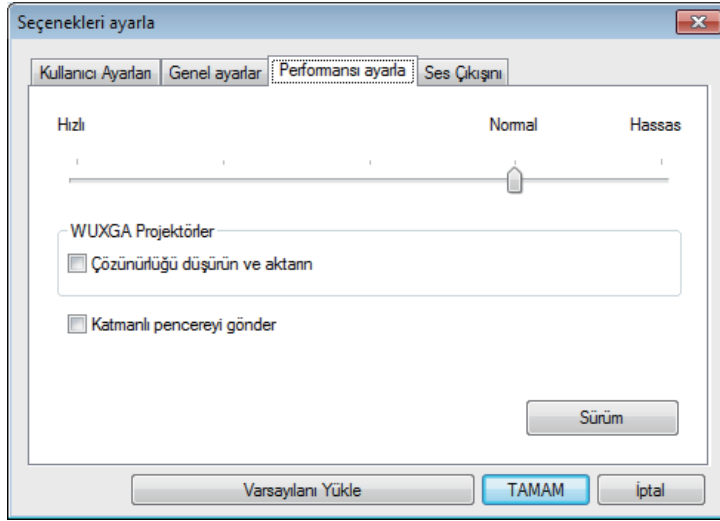 Seçenekleri ayarla
Kullanıcı Ayarları Genel ayarlar Performansı ayarla Ses Çıkışını
Hızlı Normal Hassas
WUXGA Projektörler
Çözünürlüğü düşürün ve aktarın
Katmanlı pencereyi gönder
Sürüm
Varsayılanı Yükle TAMAM İptal